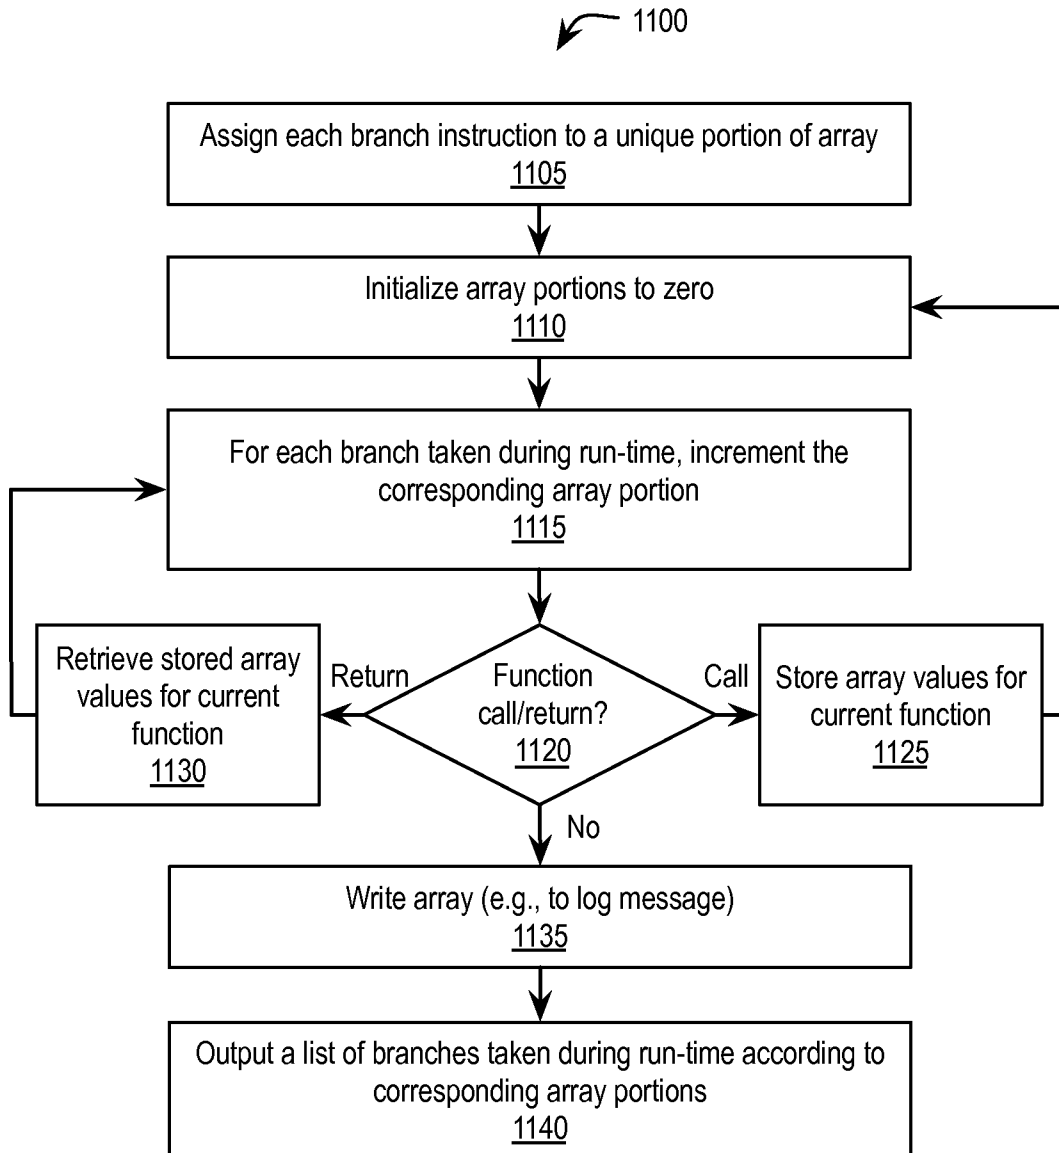 1100
Assign each branch instruction to a unique portion of array
1105
Initialize array portions to zero
1110
For each branch taken during run-time, increment the
corresponding array portion
1115
Retrieve stored array
values for current
function
1130
Return
Function
call/return?
1120
Call
Store array values for
current function
1125
No
Write array (e.g., to log message)
1135
Output a list of branches taken during run-time according to
corresponding array portions
1140